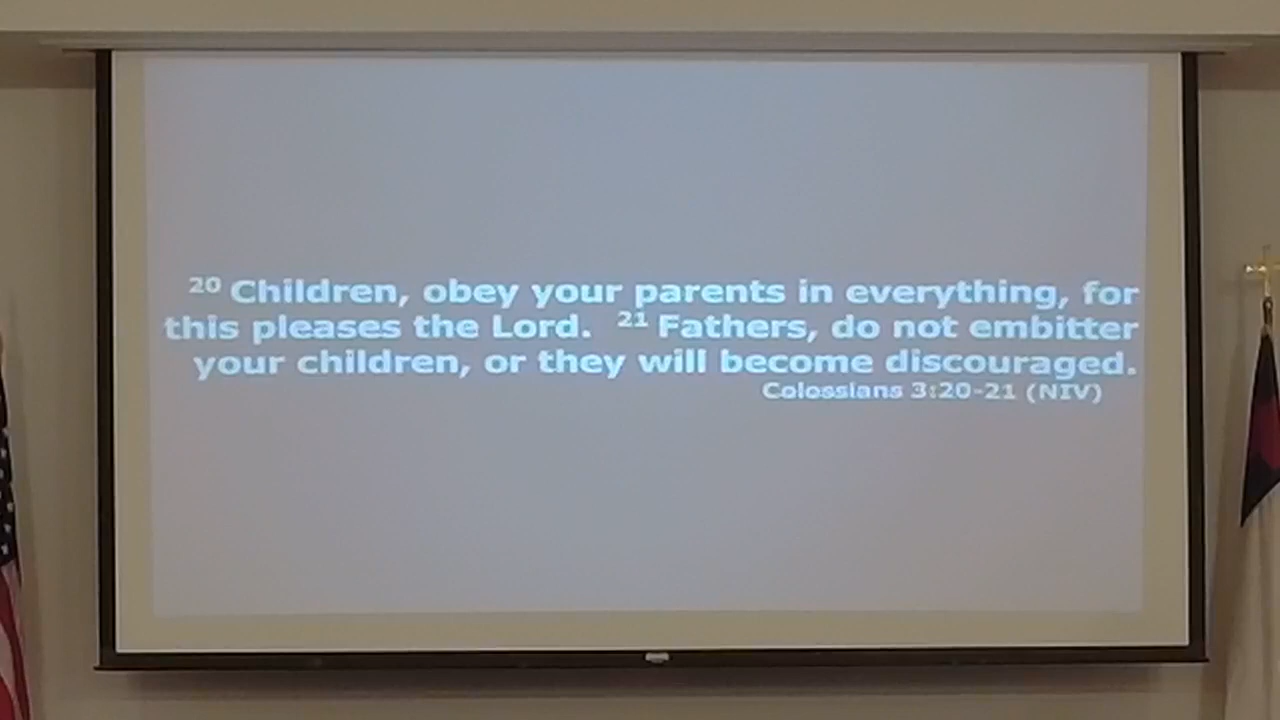 20 Children, obey your parents in everything, for
this pleases the Lord. 21 Fathers, do not embitter
your children, or they will become discouraged.
Colossians 3:20-21 (NIV)